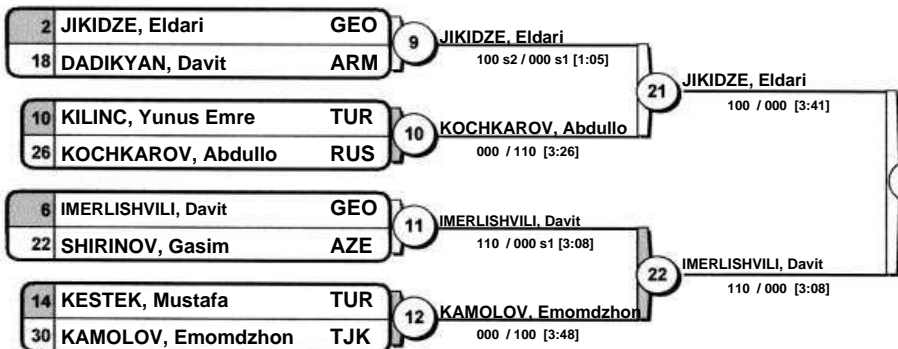 2 JIKIDZE, Eldari GEO
18 DADIKYAN, Davit ARM
9
JIKIDZE, Eldari
100 s2 / 000 s1 [1:05]
10 KILINC, Yunus Emre TUR
26 KOCHKAROV, Abdullo RUS
10
KOCHKAROV, Abdullo
000 / 110 [3:26]
21
JIKIDZE, Eldari
100 / 000 [3:41]
6 IMERLISHVILI, Davit GEO
22 SHIRINOV, Gasim AZE
11
IMERLISHVILI, Davit
110 / 000 s1 [3:08]
14 KESTEK, Mustafa TUR
30 KAMOLOV, Emomdzhon TJK
12
KAMOLOV, Emomdzhon
000 / 100 [3:48]
22
IMERLISHVILI, Davit
110 / 000 [3:08]